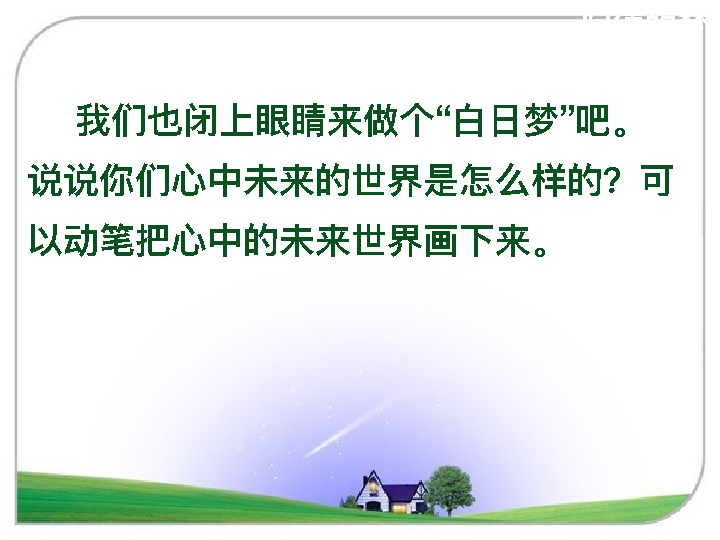 我们也闭上眼睛来做个“白日梦”吧。
说说你们心中未来的世界是怎么样的？可
以动笔把心中的未来世界画下来。